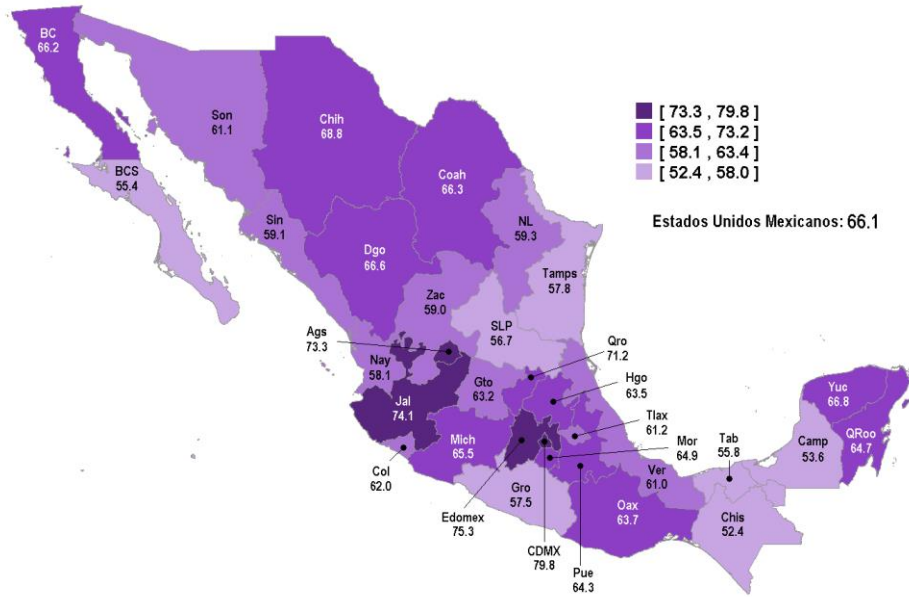 BC
66.2
Son
61.1
Chih
68.8
[ 73.3 , 79.8 ]
[ 63.5 , 73.2 ]
[ 58.1 , 63.4 ]
[ 52.4 , 58.0 ]
BCS
55.4
Coah
66.3
Estados Unidos Mexicanos: 66.1
Sin
59.1
NL
59.3
Dgo
66.6
Tamps
57.8
Zac
59.0
SLP
56.7
Ags
73.3
Qro
71.2
Nay
58.1
Gto
63.2
Hgo
63.5
Yuc
66.8
Jal
74.1
Tlax
61.2
QRoo
64.7
Mich
65.5
Mor
64.9
Tab
55.8
Camp
53.6
Col
62.0
Gro
57.5
Ver
61.0
Edomex
75.3
Oax
63.7
Chis
52.4
CDMX
79.8
Pue
64.3